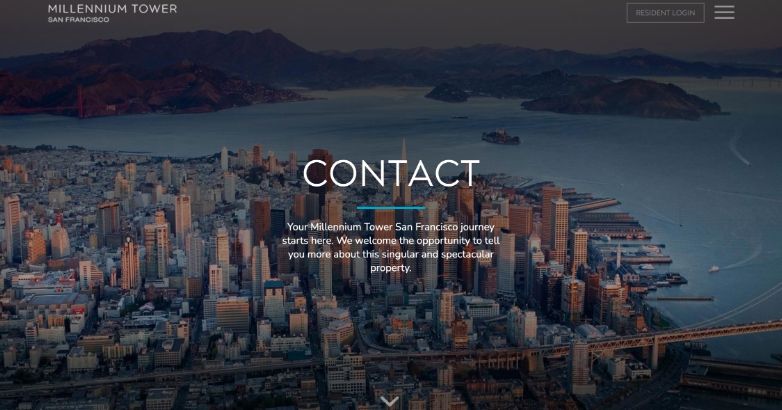 MILLENNIUM TOWER
SAN FRANCISCO
RESIDENT LOGIN
CONTACT
Your Millennium Tower San Francisco journey
starts here. We welcome the opportunity to tell
you more about this singular and spectacular
property.